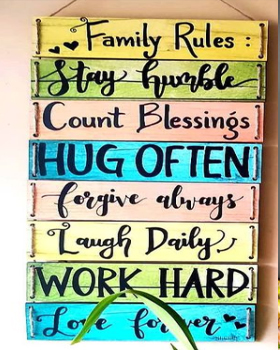 Family Rules :
Stay humble
Count Blessings
HUG OFTEN
forgive always
Laugh Daily
WORK HARD
Love forever